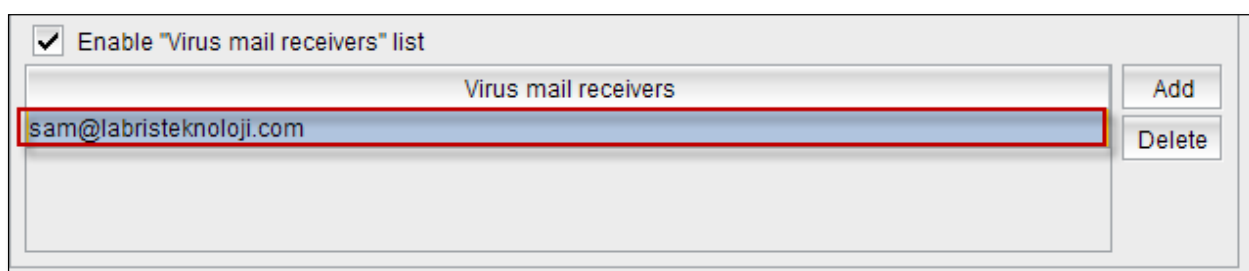 Enable "Virus mail receivers" list
Virus mail receivers
Add
sam@labristeknoloji.com
Delete